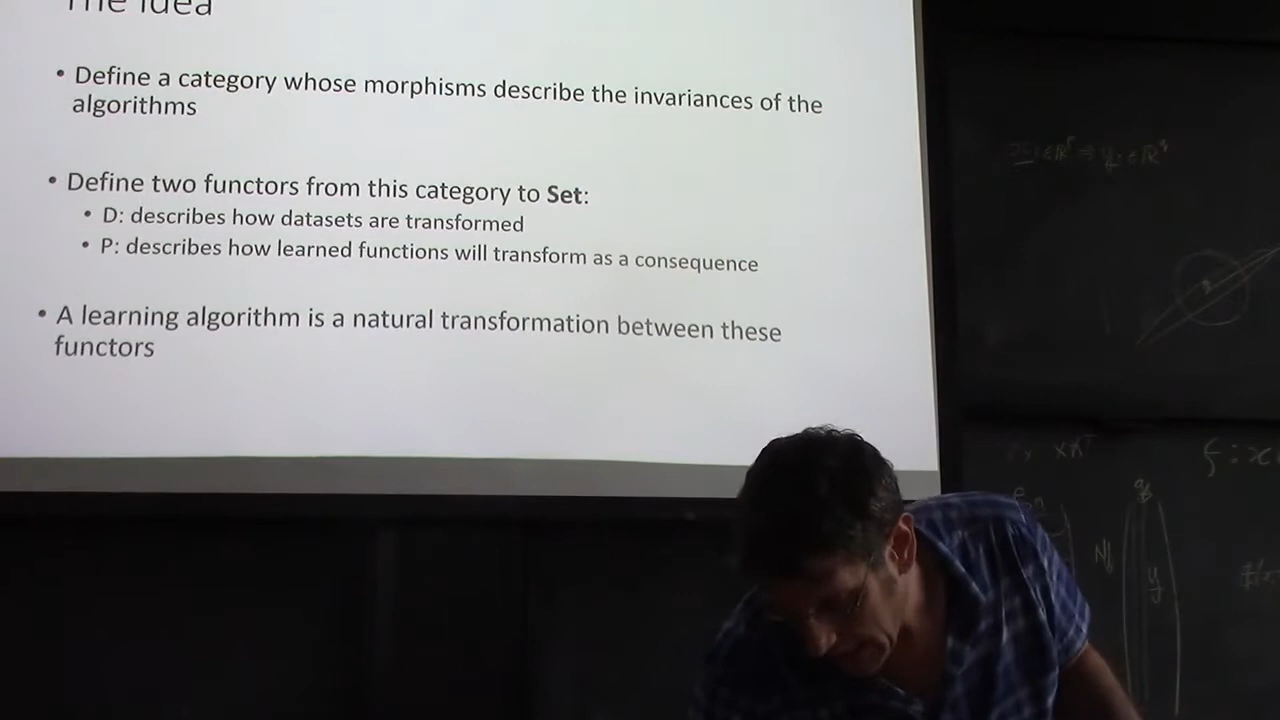 The Idea
• Define a category whose morphisms describe the invariances of the
algorithms
• Define two functors from this category to Set:
• D: describes how datasets are transformed
• P: describes how learned functions will transform as a consequence
• A learning algorithm is a natural transformation between these
functors